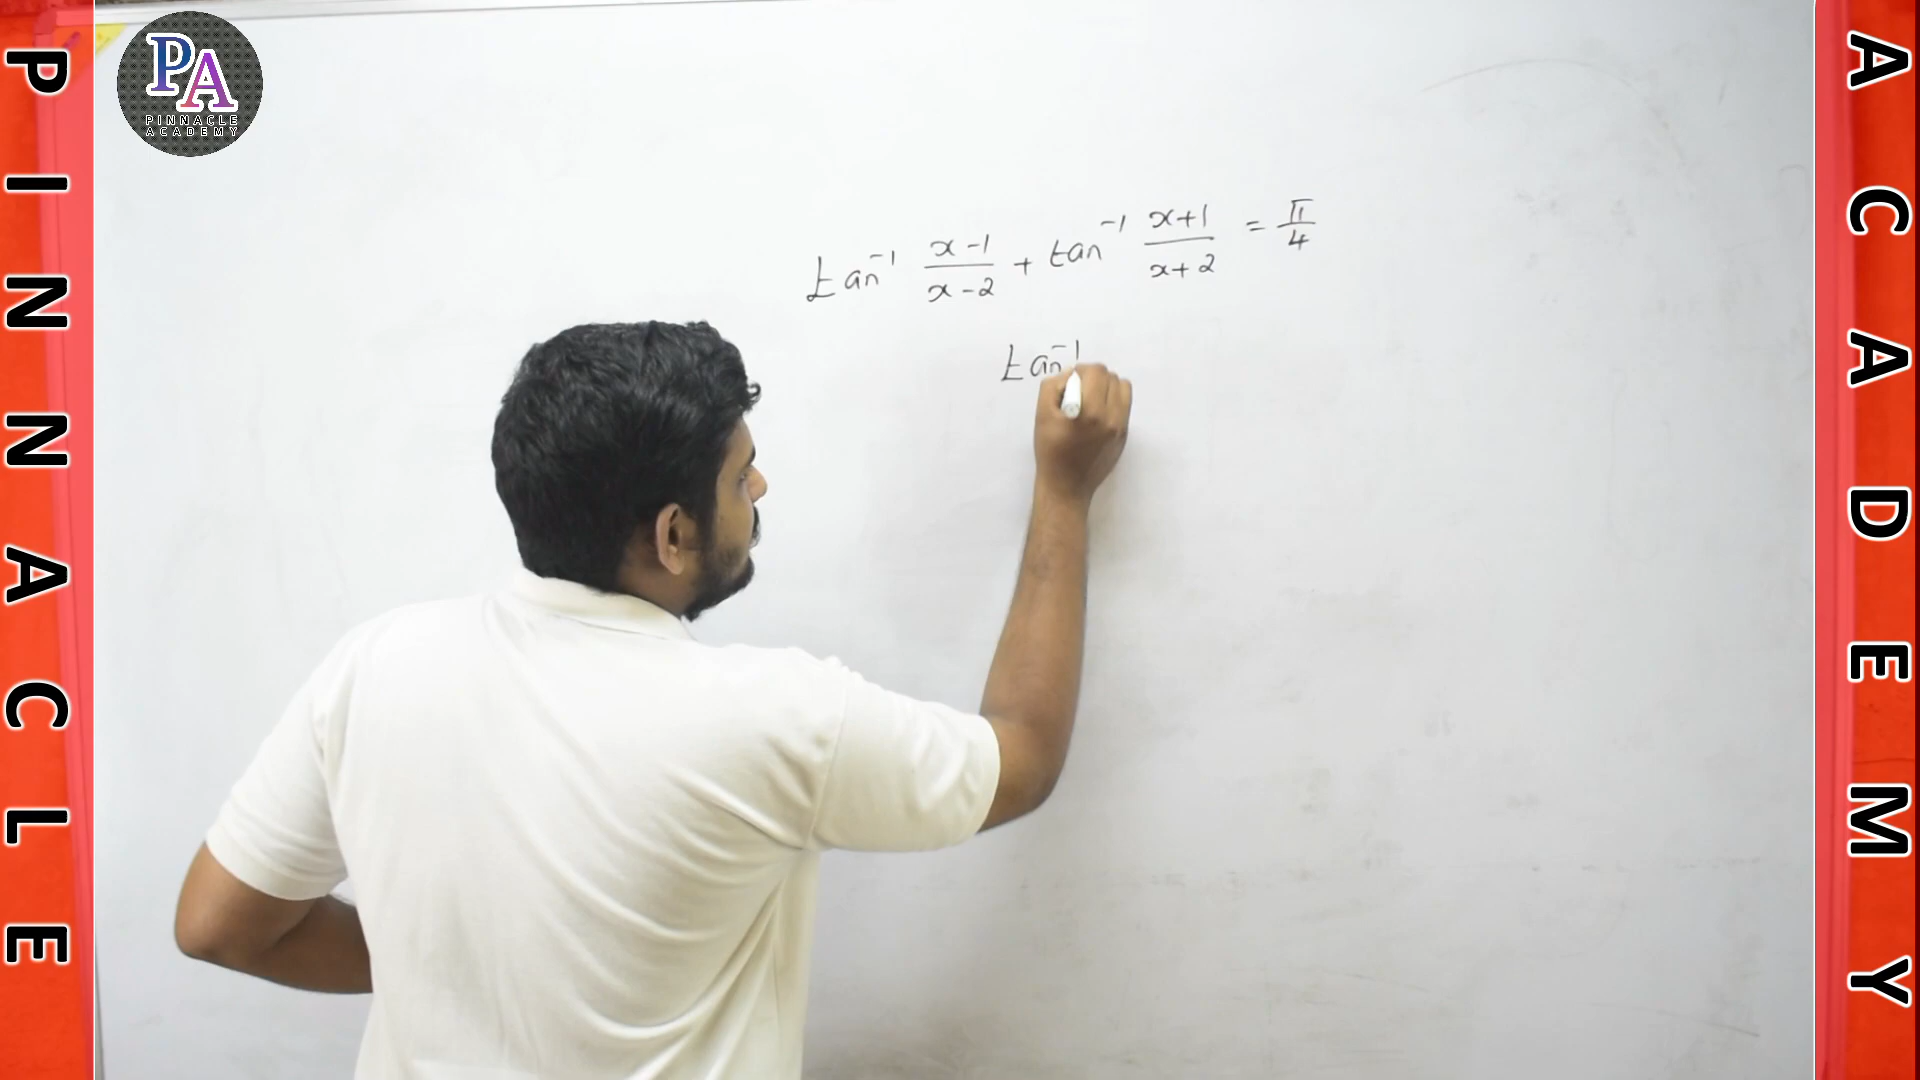 PINNACLE
PA
PINNACLE
ACADEMY
tan⁻¹ x-1/x-2 + tan⁻¹ x+1/x+2 = π/4
tan⁻¹
ACADEMY